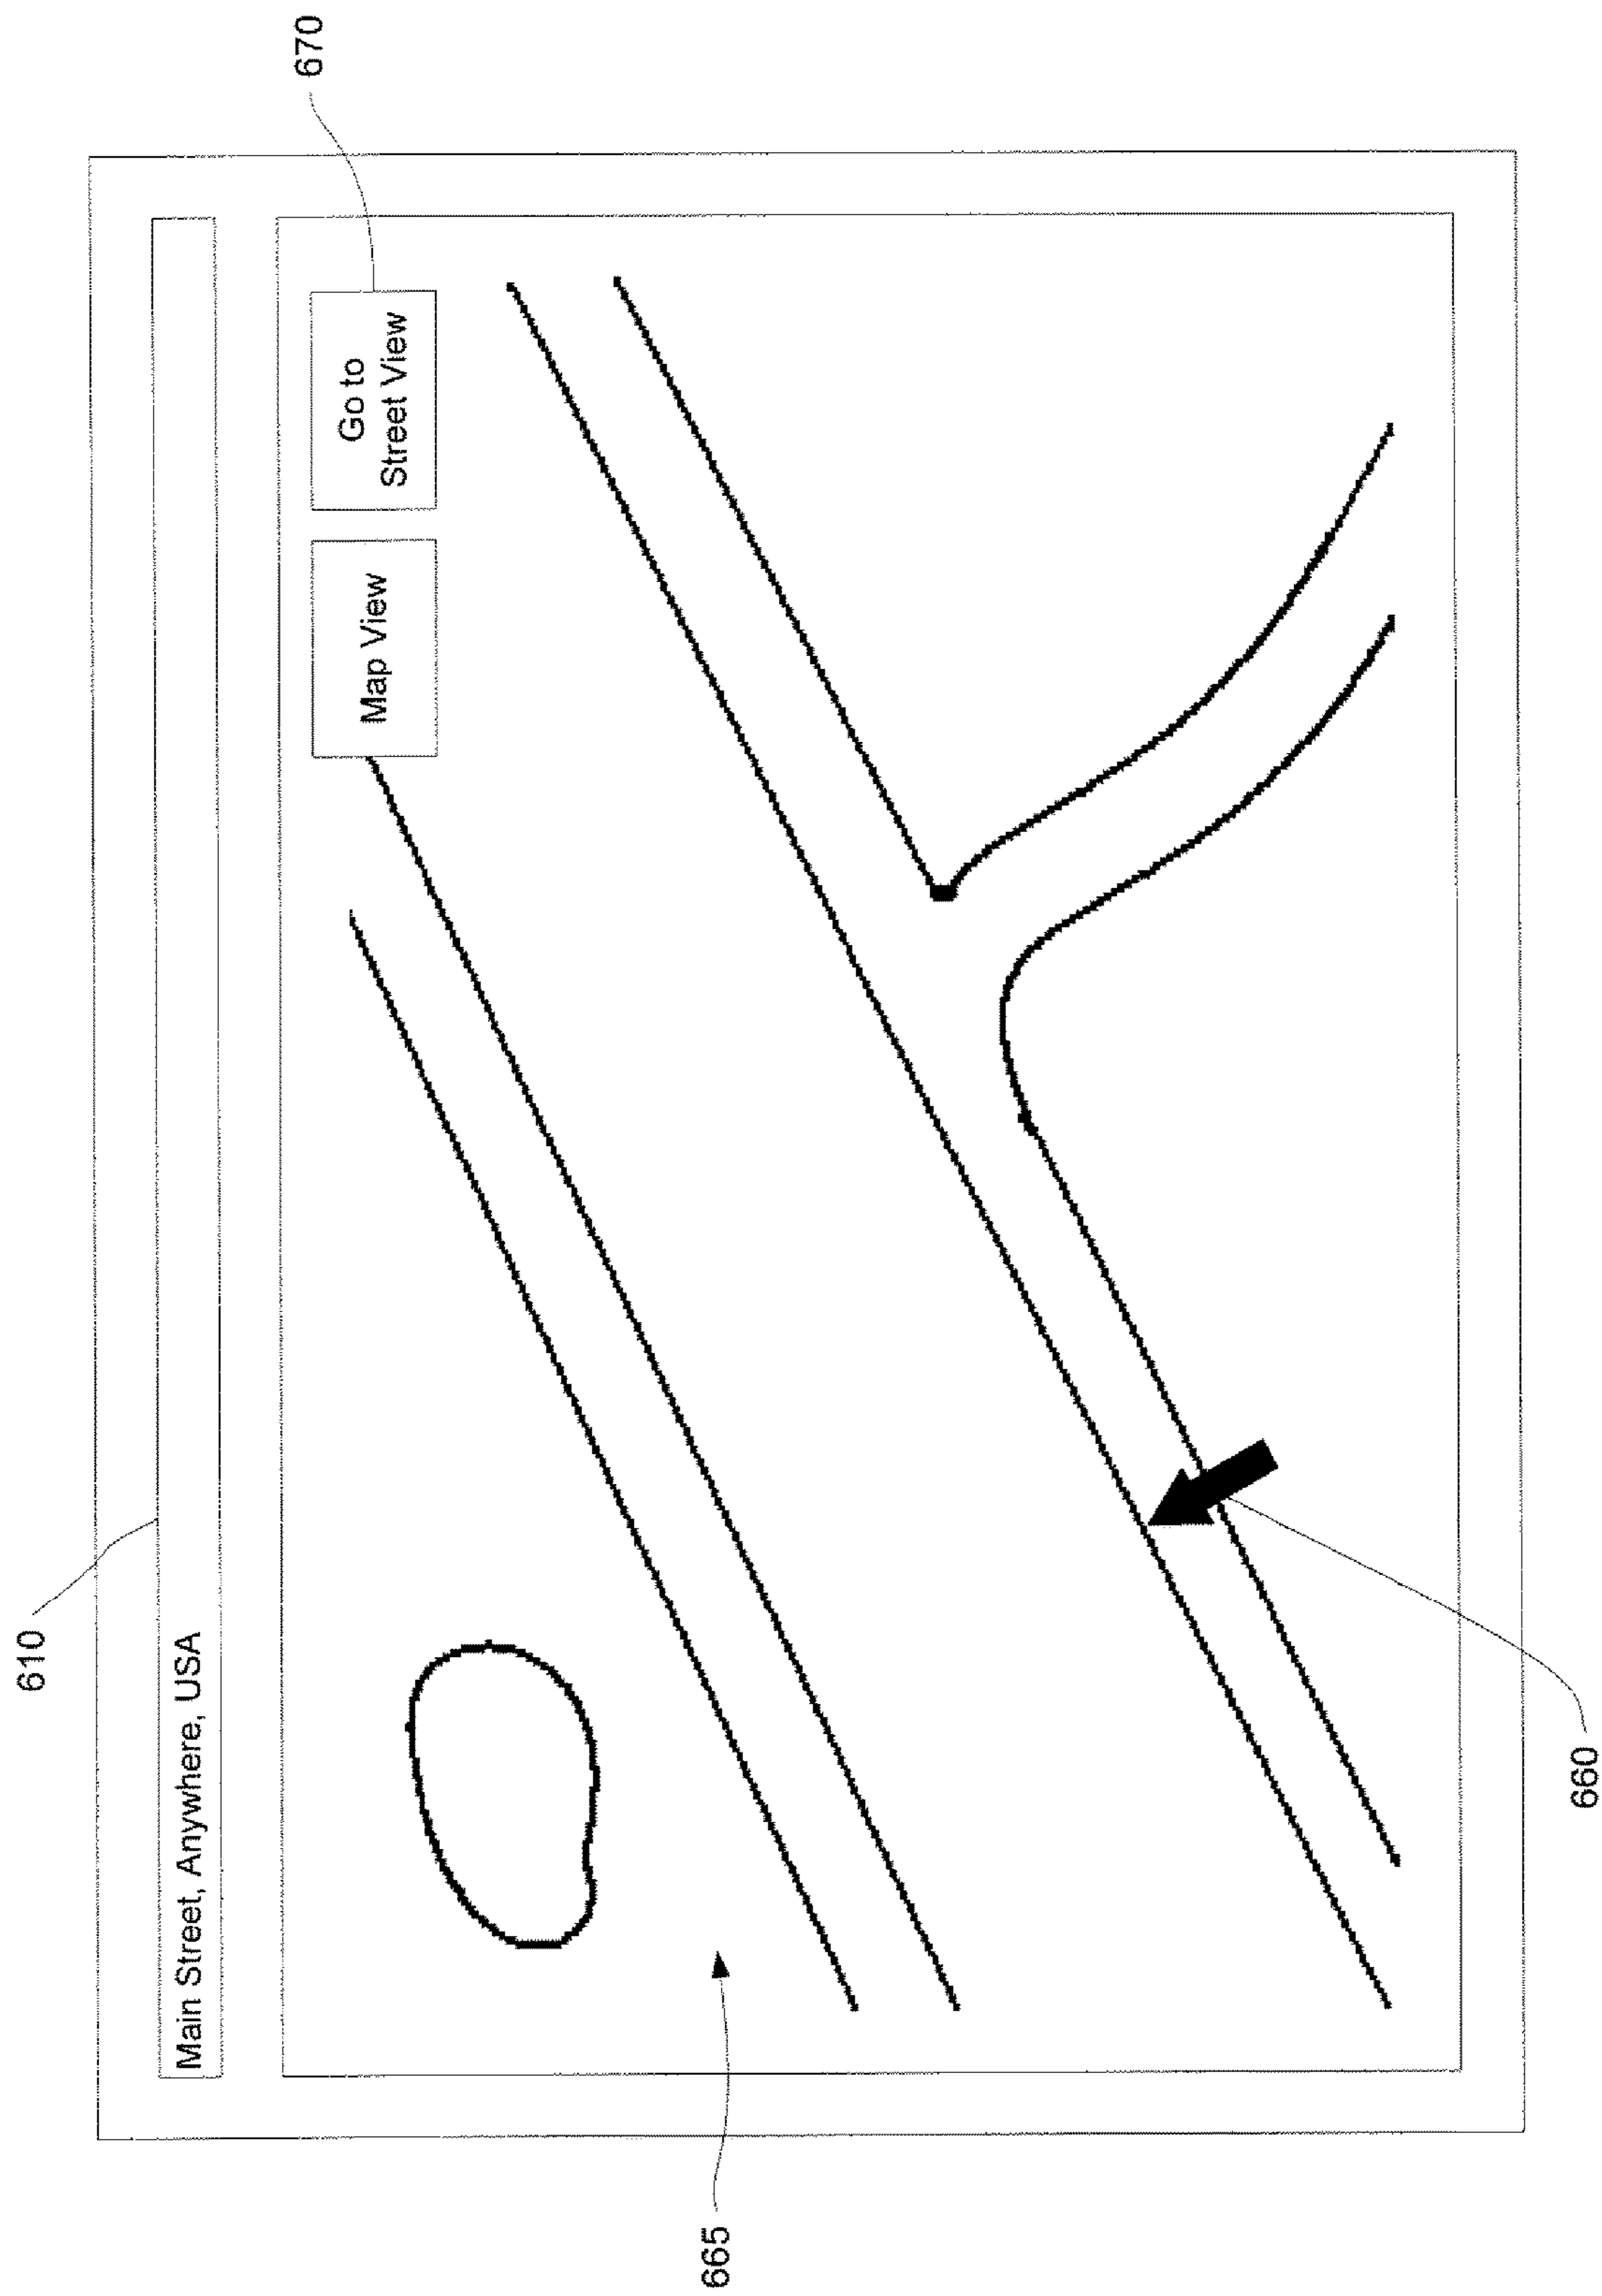 610
Main Street, Anywhere, USA
Map View
Go to
Street View
670
665
660